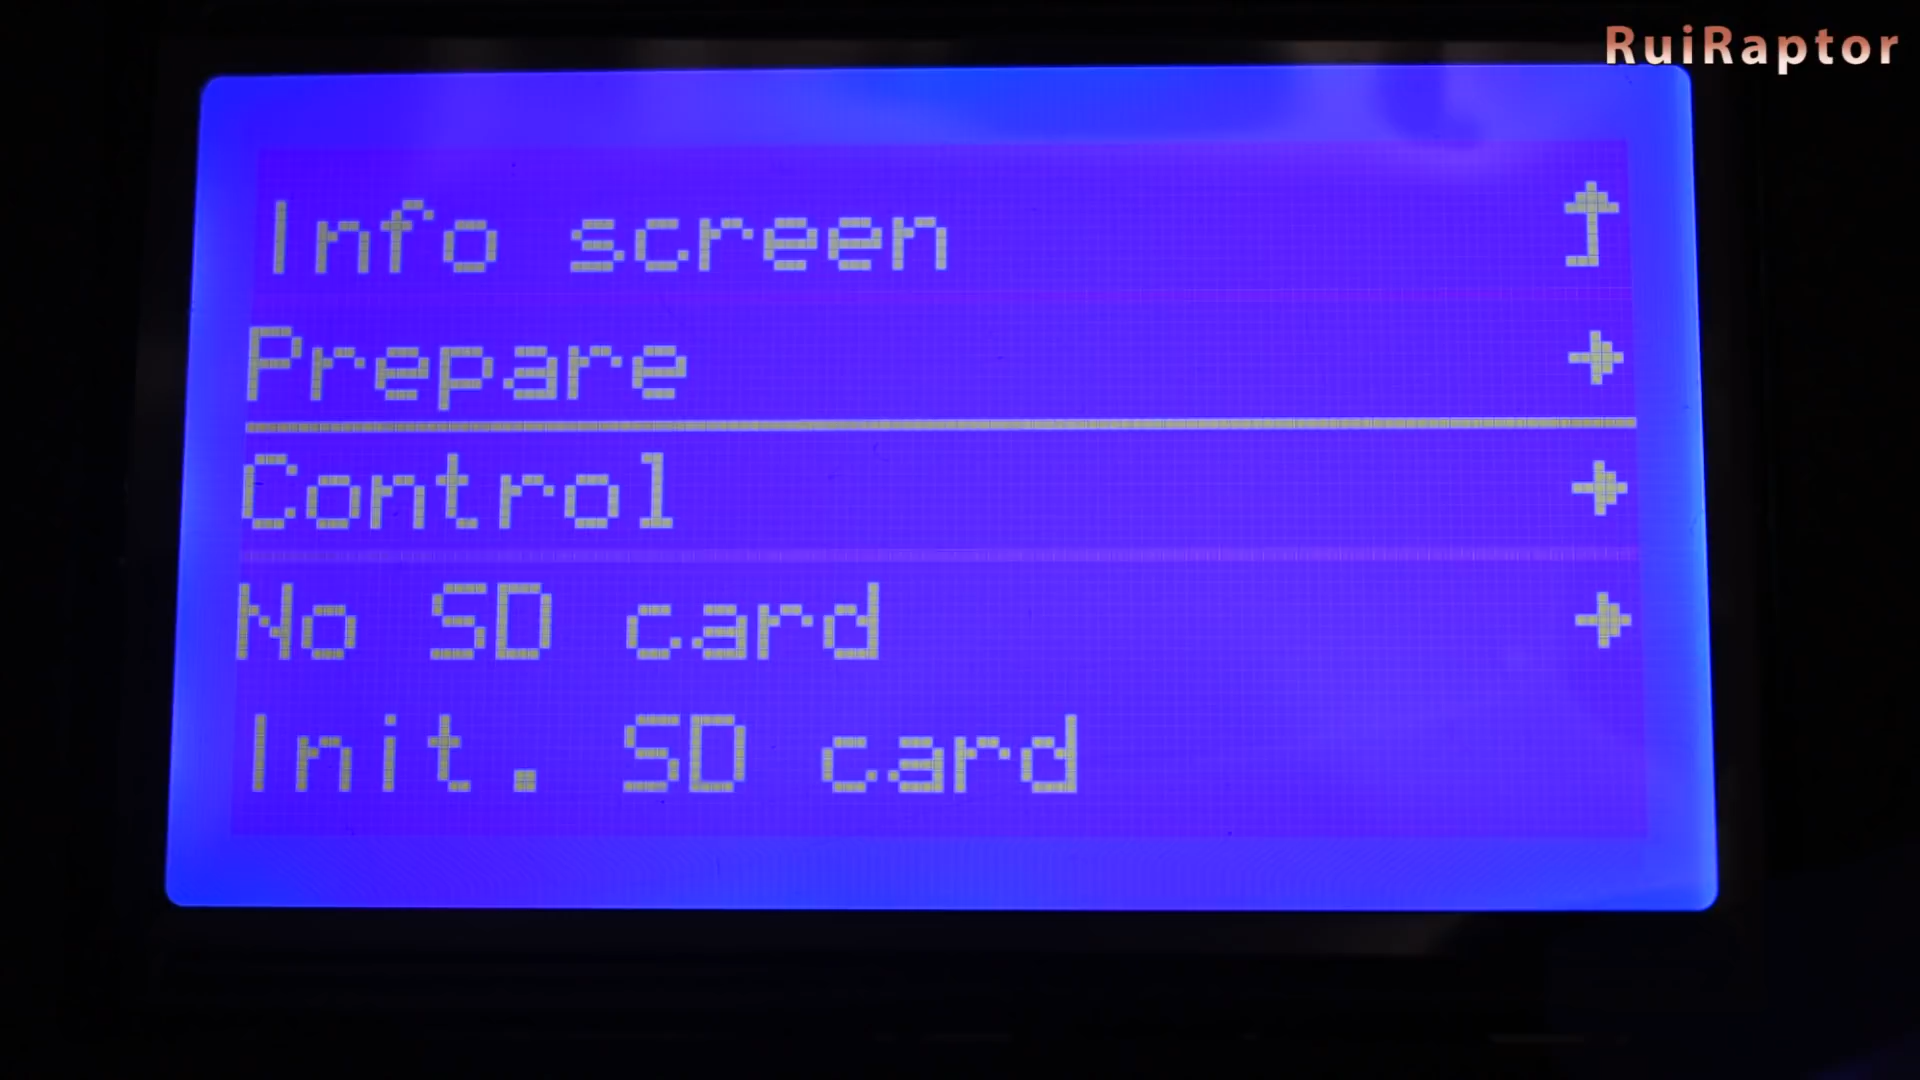 RuiRaptor
Info screen
Prepare
Control
No SD card
Init. SD card